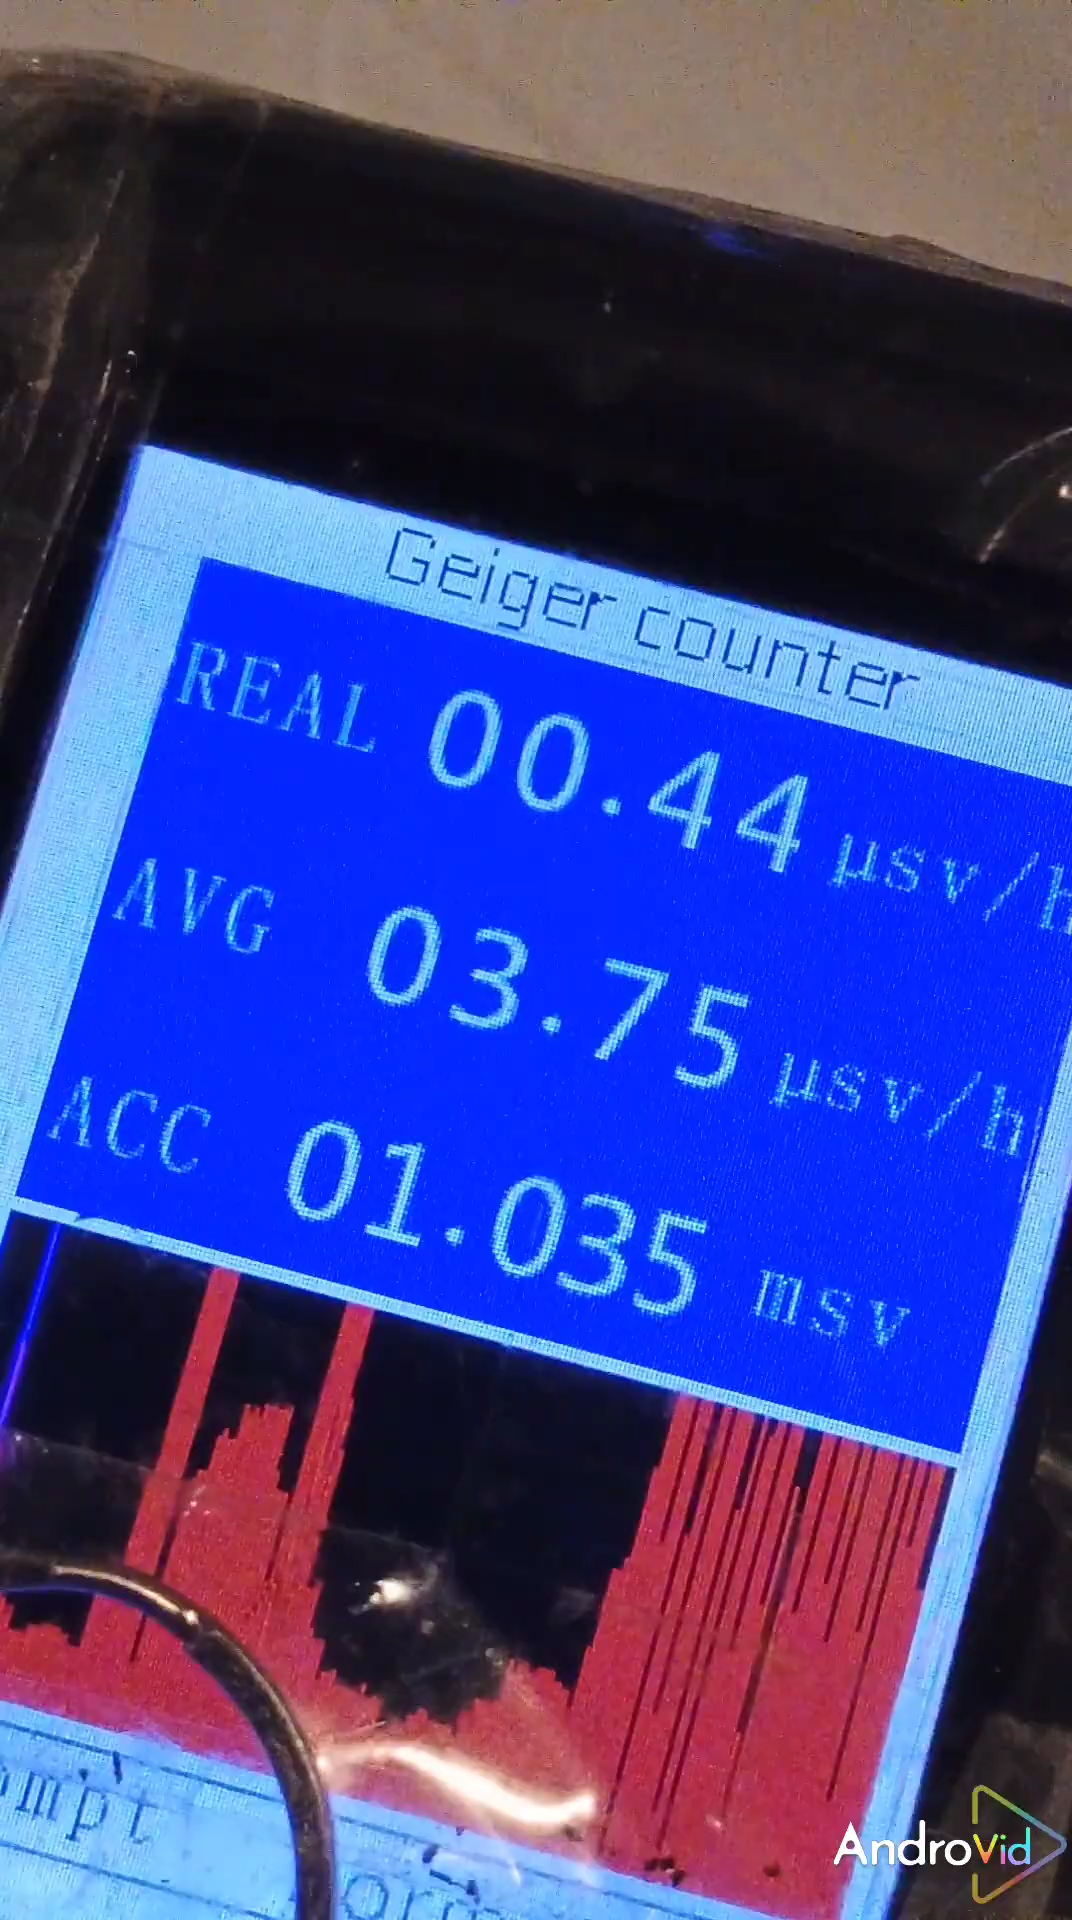 Geiger counter
REAL 00.44 µsv/h
AVG 03.75 µsv/h
ACC 01.035 msv
AndroVid